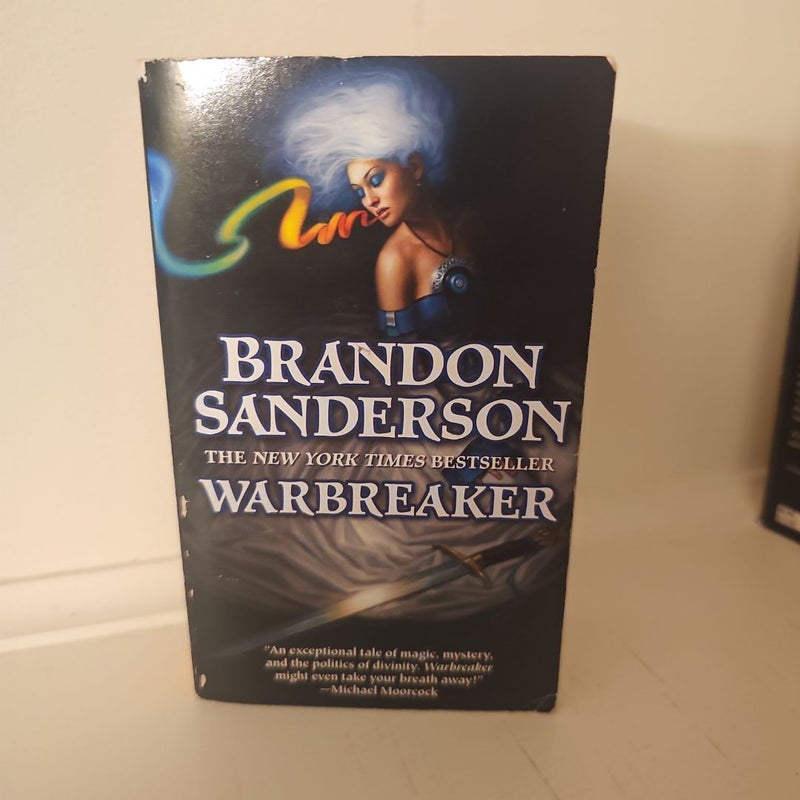 BRANDON
SANDERSON
THE NEW YORK TIMES BESTSELLER
WARBREAKER
"An exceptional tale of magic, mystery,
and the politics of divinity. Warbreaker
might even take your breath away!"
—Michael Moorcock